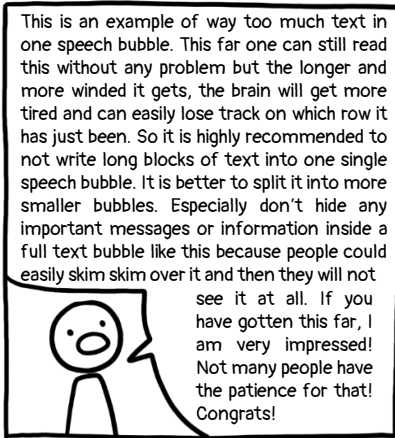 This is an example of way too much text in
one speech bubble. This far one can still read
this without any problem but the longer and
more winded it gets, the brain will get more
tired and can easily lose track on which row it
has just been. So it is highly recommended to
not write long blocks of text into one single
speech bubble. It is better to split it into more
smaller bubbles. Especially don't hide any
important messages or information inside a
full text bubble like this because people could
easily skim skim over it and then they will not
see it at all. If you
have gotten this far, I
am very impressed!
Not many people have
the patience for that!
Congrats!